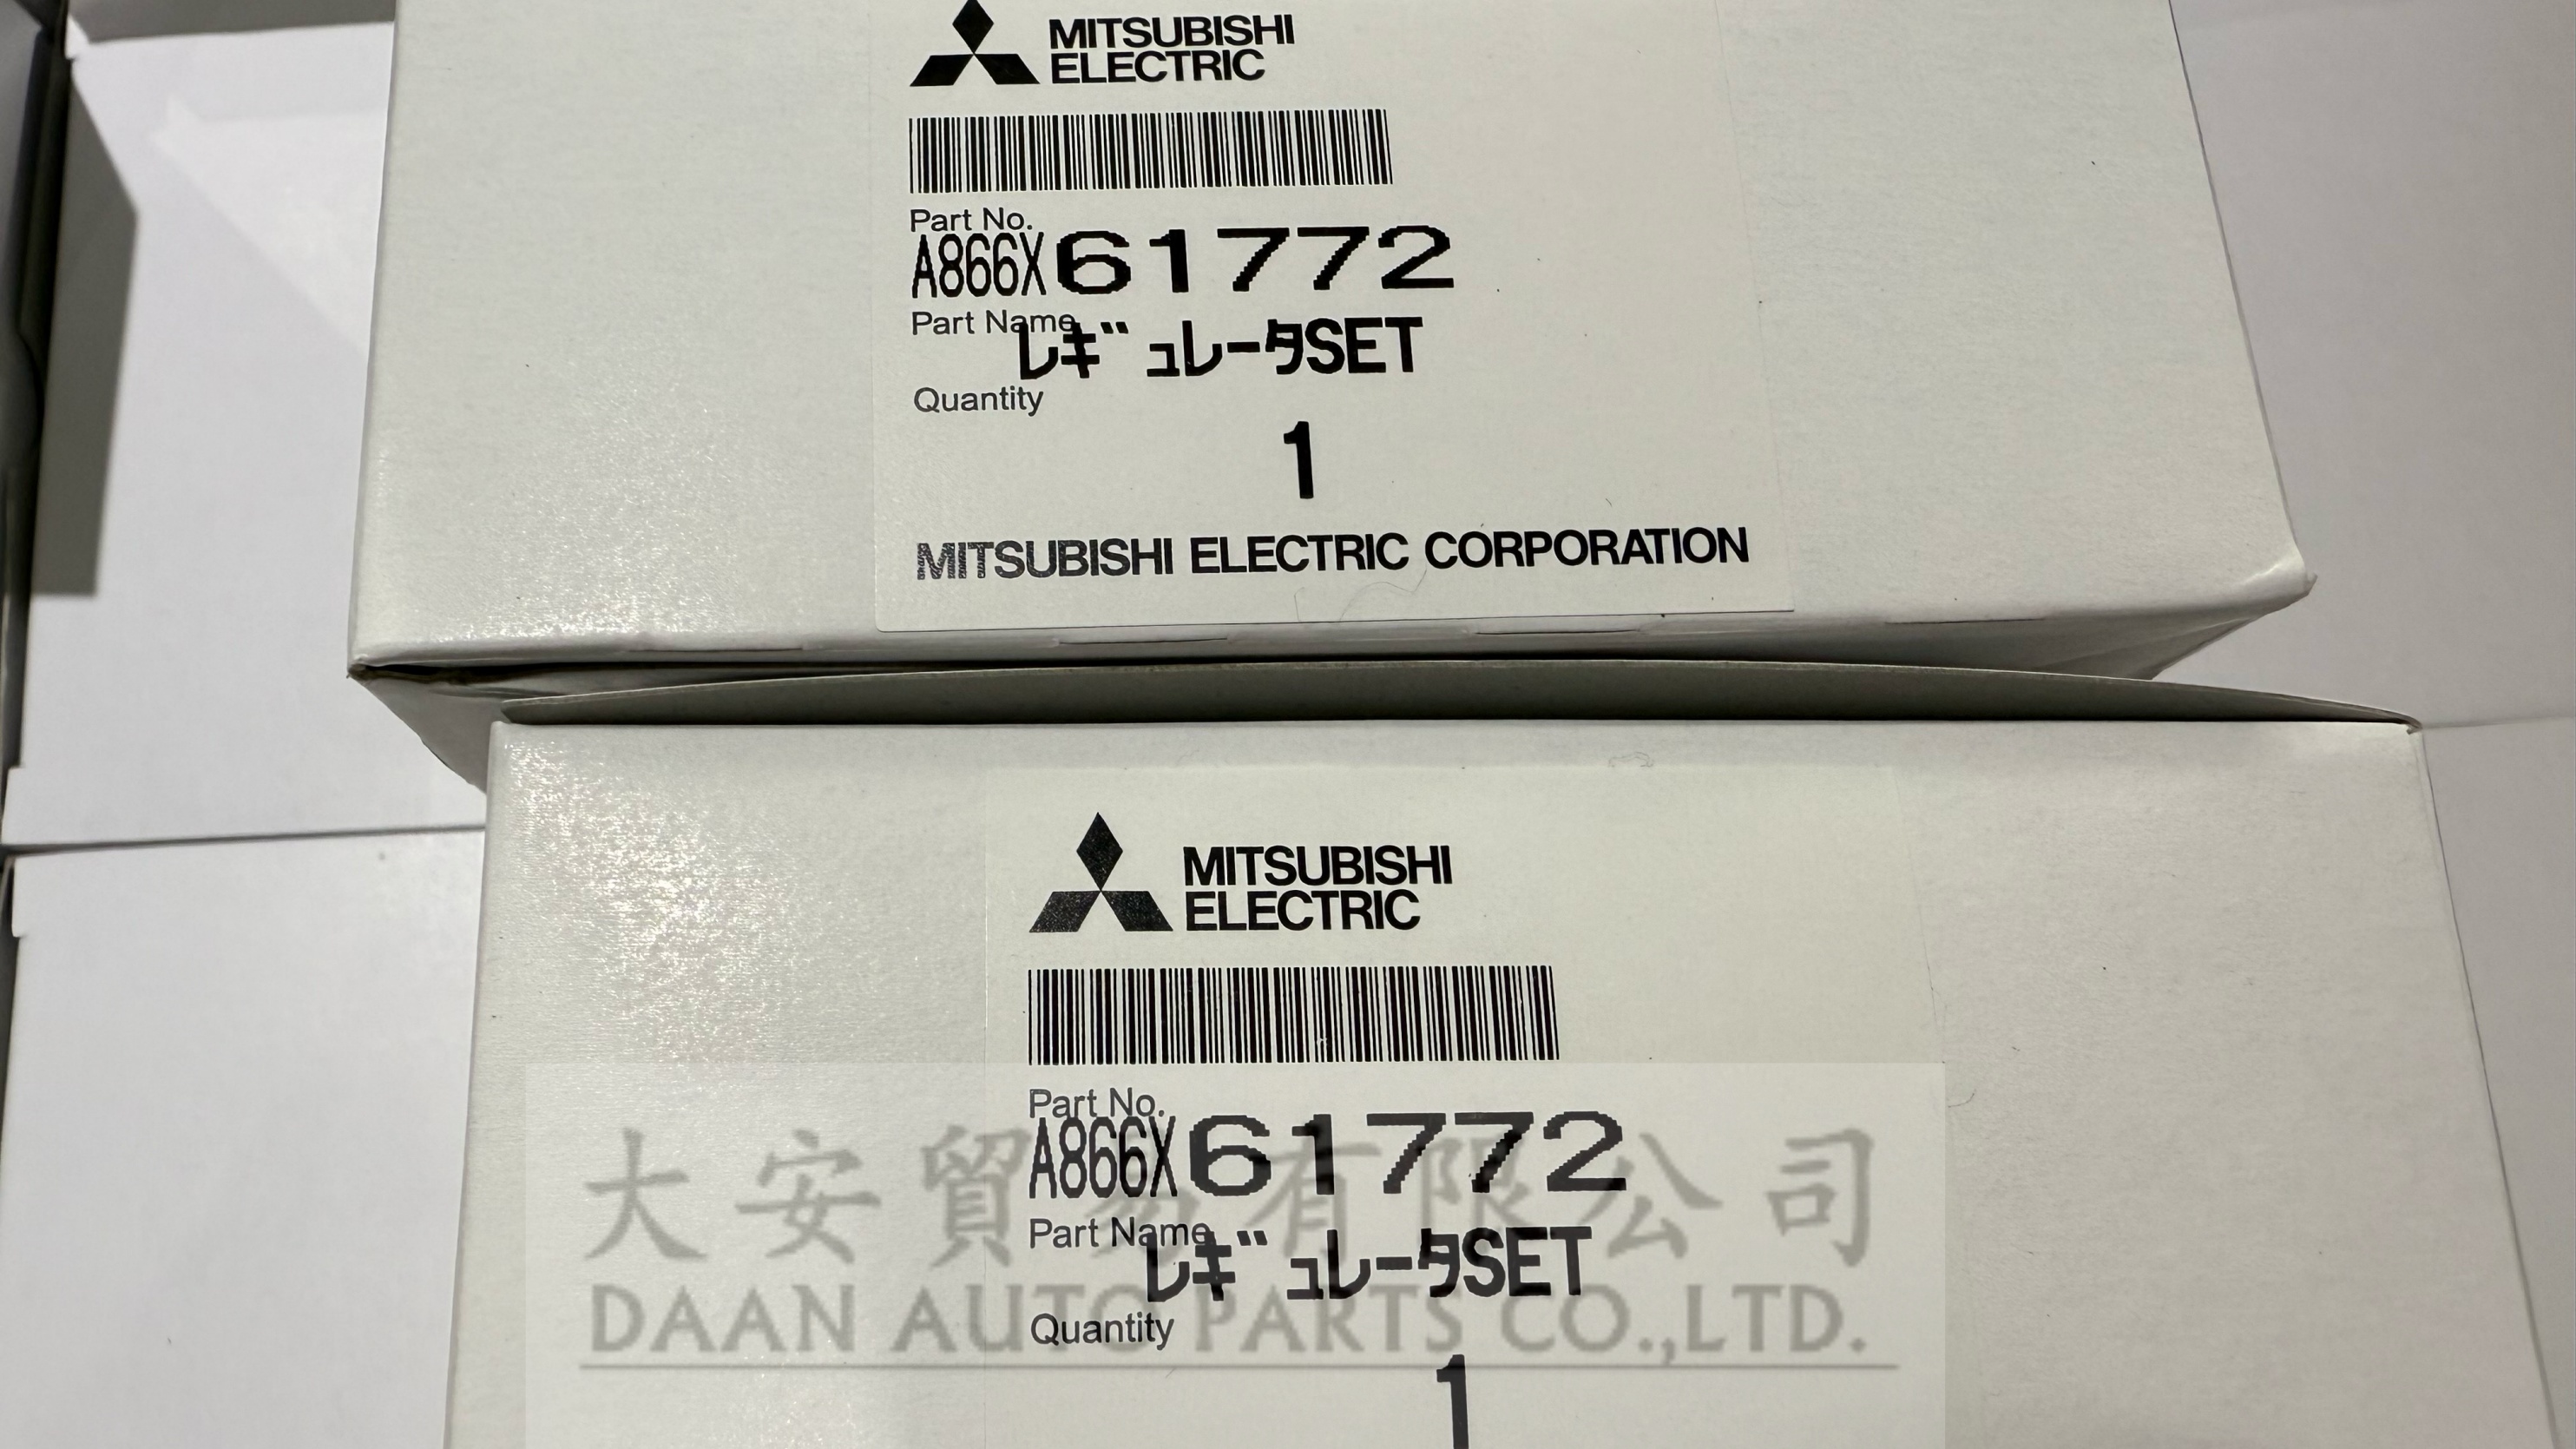 MITSUBISHI
ELECTRIC
Part No.
A866X61772
Part Name
レギュレータSET
Quantity
1
MITSUBISHI ELECTRIC CORPORATION
MITSUBISHI
ELECTRIC
Part No.
A866X61772
Part Name
レギュレータSET
Quantity
1
大安貿易有限公司
DAAN AUTO PARTS CO.,LTD.